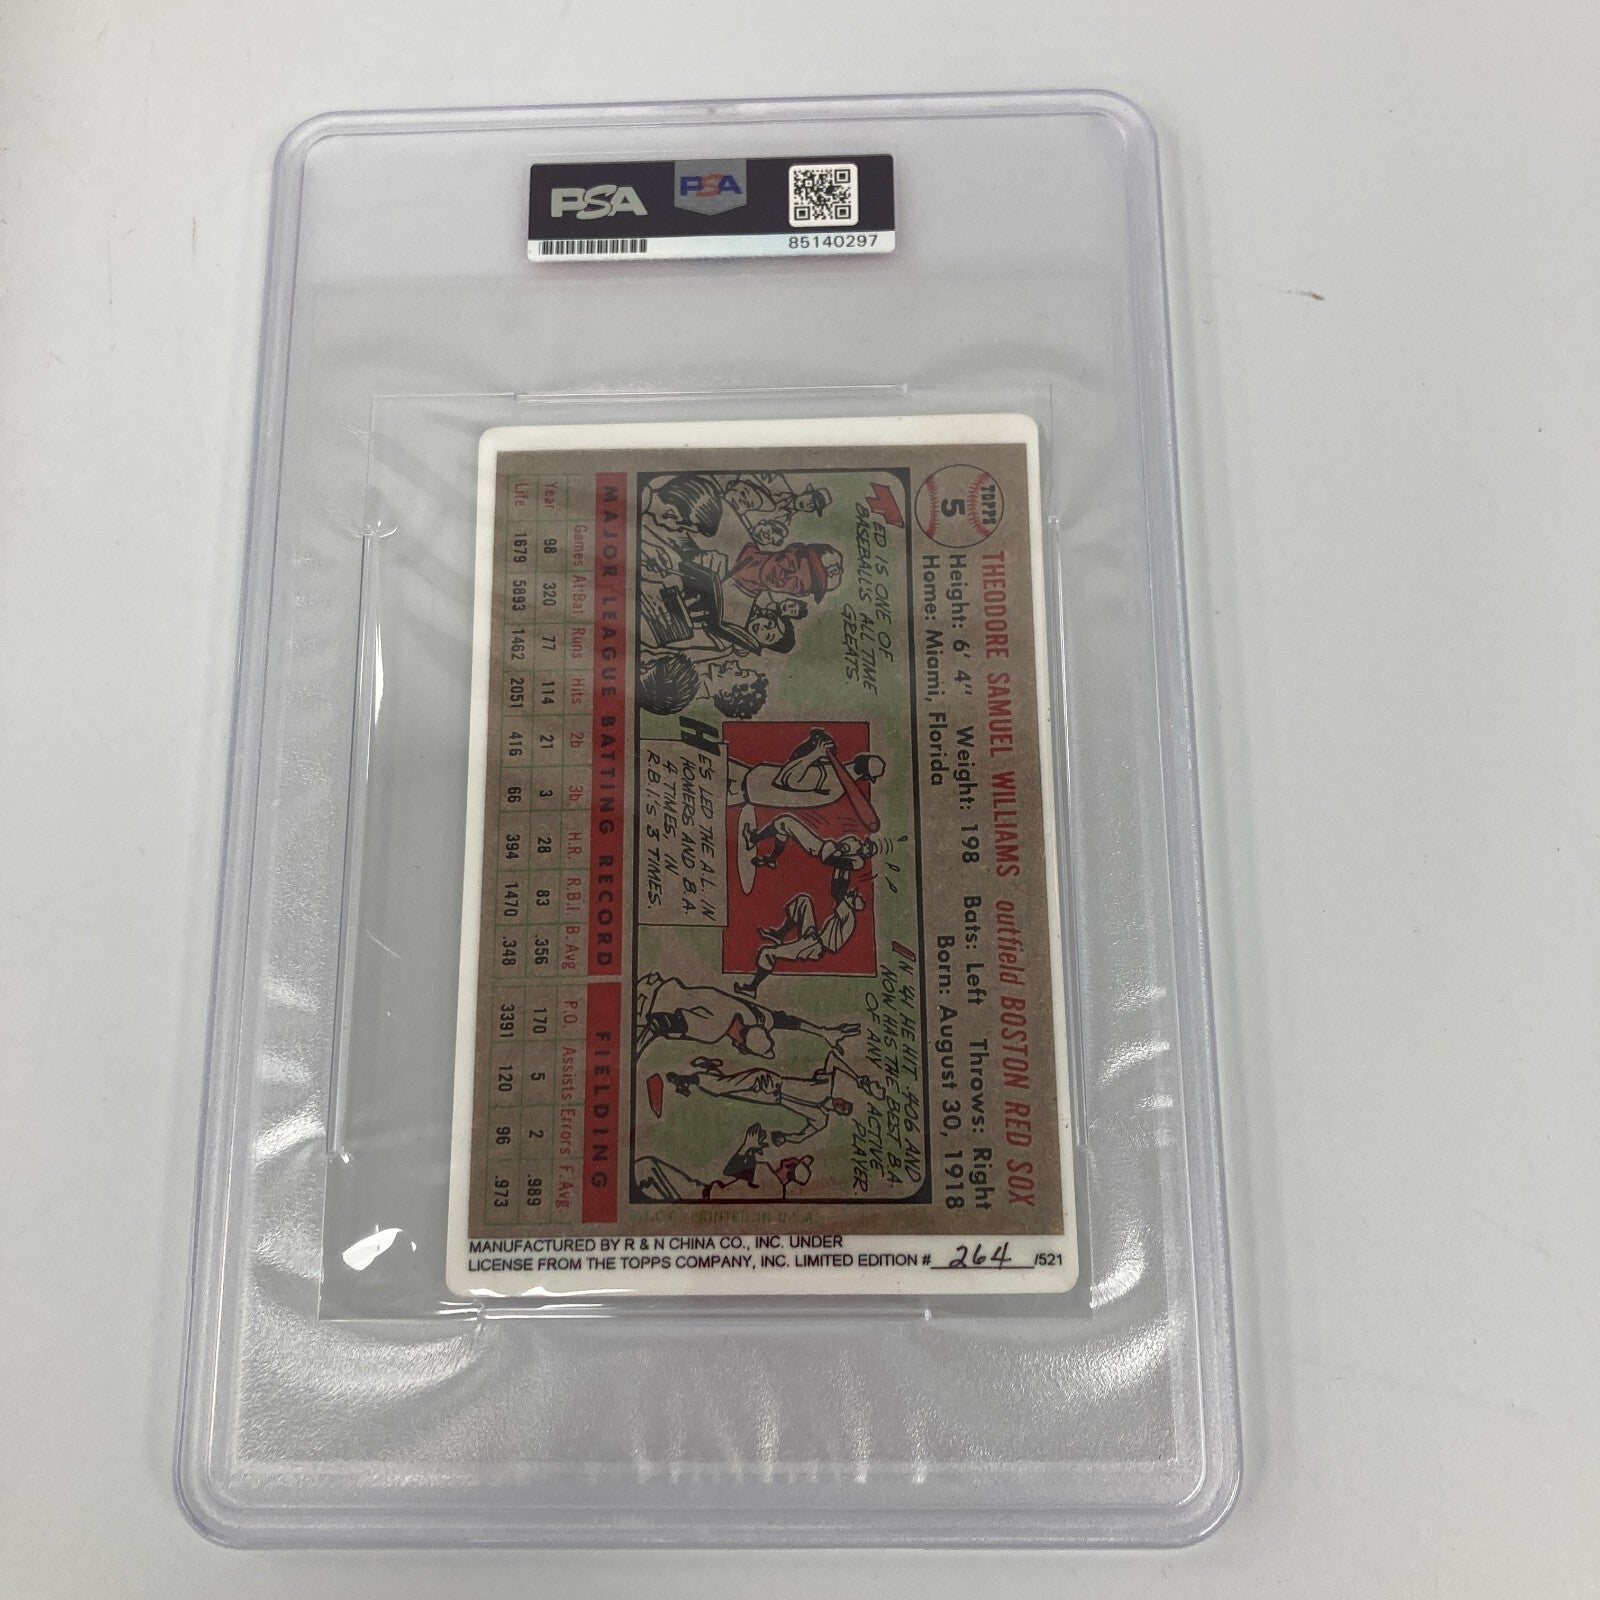 PSA
PSA
85140297
TOPPS
5
THEODORE SAMUEL WILLIAMS outfield BOSTON RED SOX
Height: 6' 4" Weight: 198 Bats: Left Throws: Right
Home: Miami, Florida Born: August 30, 1918
TED IS ONE OF
BASEBALL'S ALL TIME
GREATS.
HE'S LED THE A.L. IN
HOMERS AND B.A.
4 TIMES, IN
R.B.I.'S 3 TIMES.
IN '41 HE HIT .406 AND
NOW HAS THE BEST B.A.
OF ANY ACTIVE
PLAYER.
MAJOR LEAGUE BATTING RECORD FIELDING
Games At Bat Runs Hits 2b 3b H.R. R.B.I. B. Avg P.O. Assists Errors F. Avg.
Year 98 320 77 114 21 3 28 83 .356 170 5 2 .989
Life 1679 5893 1462 2051 416 66 394 1470 .348 3391 120 96 .973
PRINTED IN U.S.A.
MANUFACTURED BY R & N CHINA CO., INC. UNDER
LICENSE FROM THE TOPPS COMPANY, INC. LIMITED EDITION # 264 /521